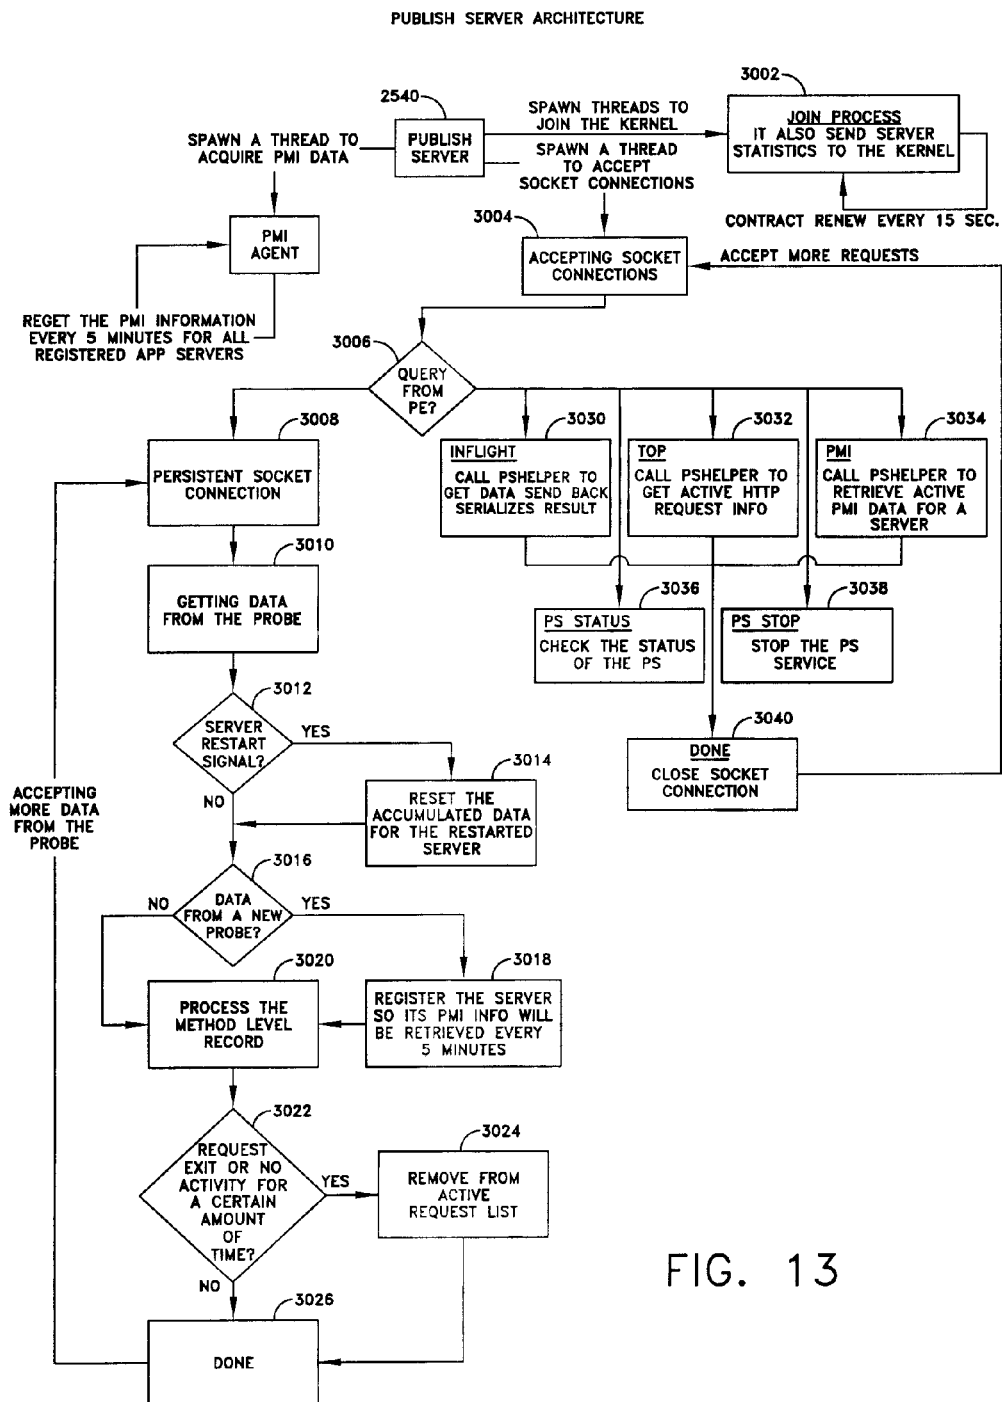 PUBLISH SERVER ARCHITECTURE
3002
2540
SPAWN THREADS TO
JOIN THE KERNEL
JOIN PROCESS
IT ALSO SEND SERVER
STATISTICS TO THE KERNEL
SPAWN A THREAD TO
ACQUIRE PMI DATA
PUBLISH
SERVER
SPAWN A THREAD
TO ACCEPT
SOCKET CONNECTIONS
CONTRACT RENEW EVERY 15 SEC.
3004
PMI
AGENT
ACCEPTING SOCKET
CONNECTIONS
ACCEPT MORE REQUESTS
REGET THE PMI INFORMATION
EVERY 5 MINUTES FOR ALL
REGISTERED APP SERVERS
3006
QUERY
FROM
PE?
3008
PERSISTENT SOCKET
CONNECTION
3030
INFLIGHT
CALL PSHELPER TO
GET DATA SEND BACK
SERIALIZES RESULT
3032
TOP
CALL PSHELPER TO
GET ACTIVE HTTP
REQUEST INFO
3034
PMI
CALL PSHELPER TO
RETRIEVE ACTIVE
PMI DATA FOR A
SERVER
3010
GETTING DATA
FROM THE PROBE
3036
PS STATUS
CHECK THE STATUS
OF THE PS
3038
PS STOP
STOP THE PS
SERVICE
3012
SERVER
RESTART
SIGNAL?
YES
NO
3040
DONE
CLOSE SOCKET
CONNECTION
3014
RESET THE
ACCUMULATED DATA
FOR THE RESTARTED
SERVER
ACCEPTING
MORE DATA
FROM THE
PROBE
3016
DATA
FROM A NEW
PROBE?
NO
YES
3020
PROCESS THE
METHOD LEVEL
RECORD
3018
REGISTER THE SERVER
SO ITS PMI INFO WILL
BE RETRIEVED EVERY
5 MINUTES
3022
REQUEST
EXIT OR NO
ACTIVITY FOR
A CERTAIN
AMOUNT
OF
TIME?
YES
NO
3024
REMOVE FROM
ACTIVE
REQUEST LIST
3026
DONE
FIG. 13